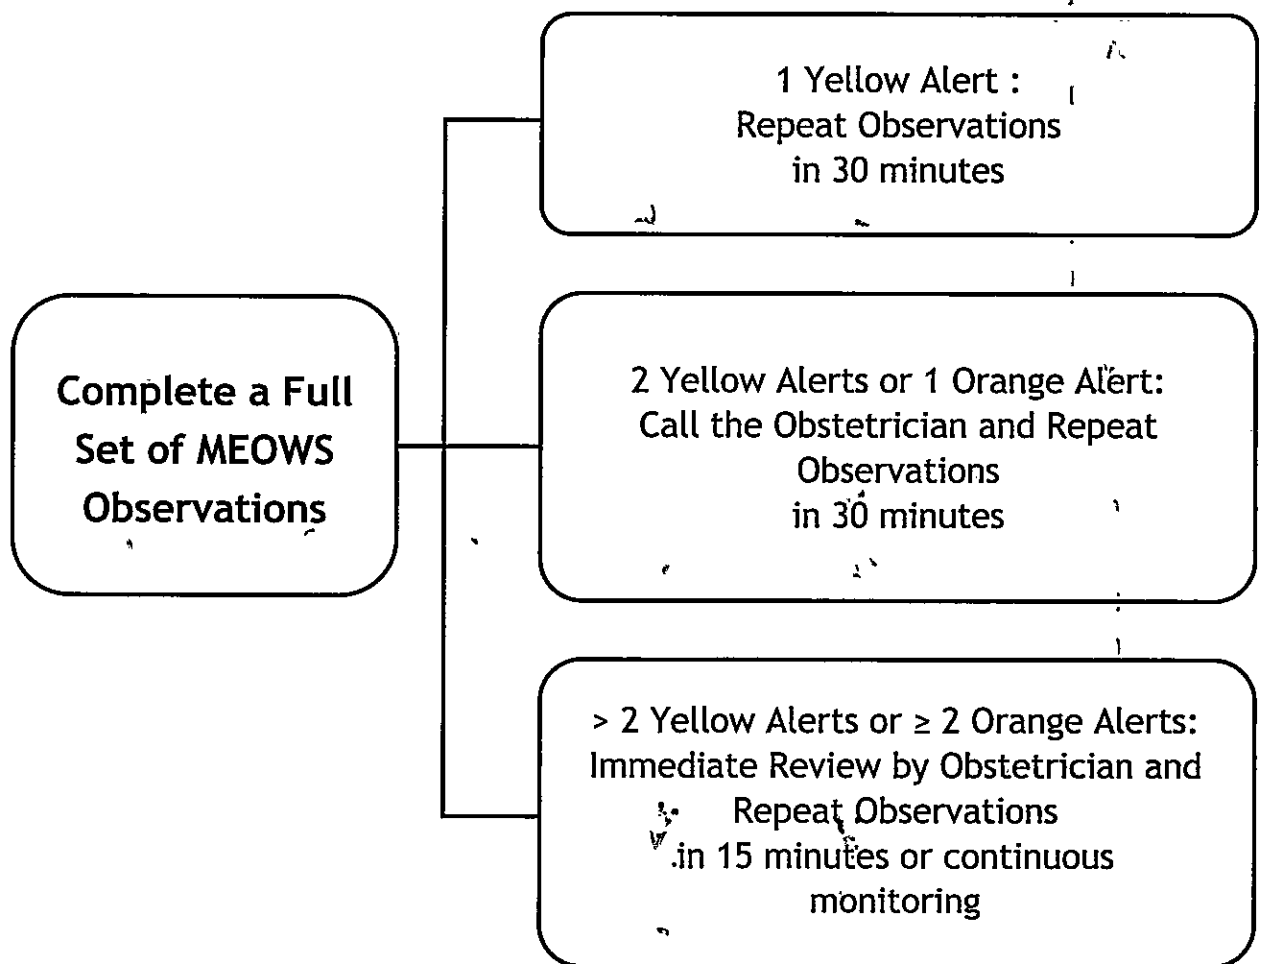 1 Yellow Alert :
Repeat Observations
in 30 minutes
Complete a Full
Set of MEOWS
Observations
2 Yellow Alerts or 1 Orange Alert:
Call the Obstetrician and Repeat
Observations
in 30 minutes
> 2 Yellow Alerts or ≥ 2 Orange Alerts:
Immediate Review by Obstetrician and
Repeat Observations
in 15 minutes or continuous
monitoring